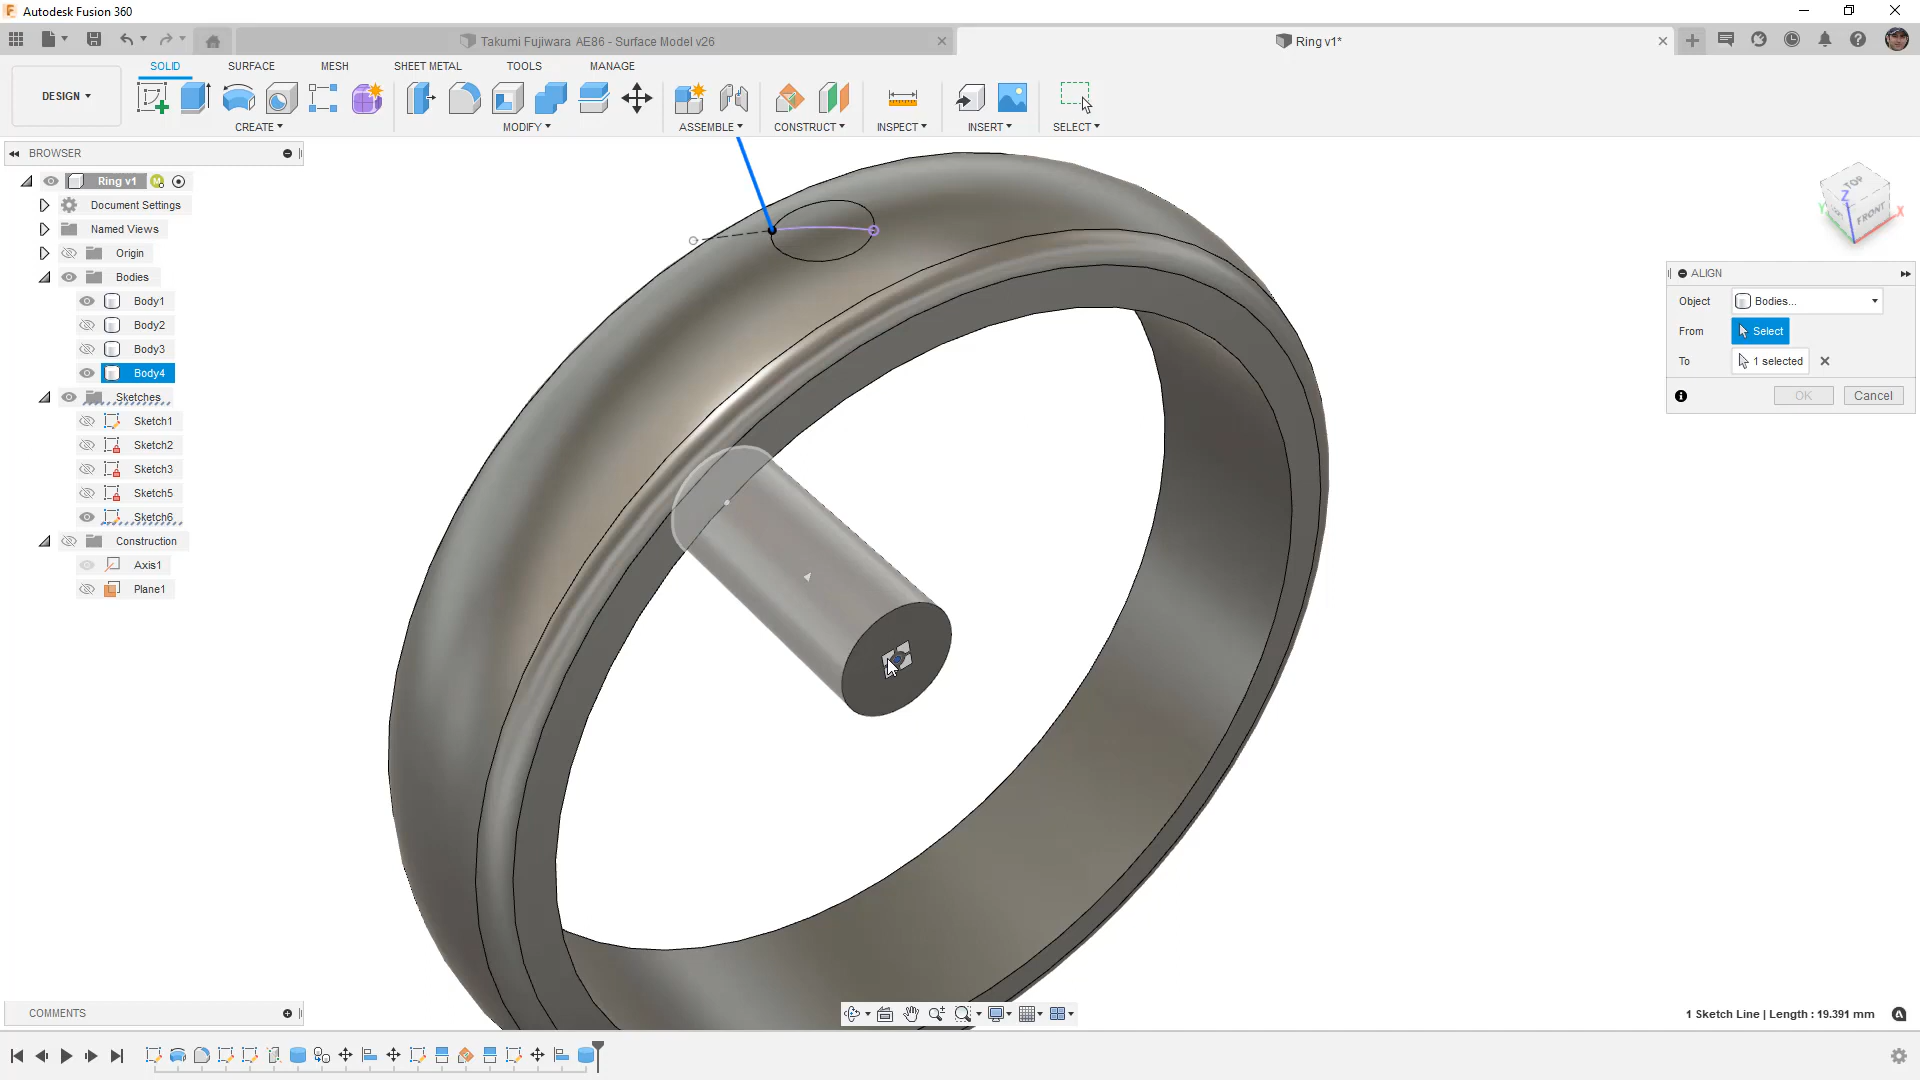 Autodesk Fusion 360
Takumi Fujiwara AE86 - Surface Model v26
Ring v1*
SOLID
SURFACE
MESH
SHEET METAL
TOOLS
MANAGE
DESIGN
CREATE
MODIFY
ASSEMBLE
CONSTRUCT
INSPECT
INSERT
SELECT
BROWSER
Ring v1
Document Settings
Named Views
Origin
Bodies
Body1
Body2
Body3
Body4
Sketches
Sketch1
Sketch2
Sketch3
Sketch5
Sketch6
Construction
Axis1
Plane1
TOP
FRONT
Z
X
Y
ALIGN
Object
Bodies...
From
Select
To
1 selected
OK
Cancel
COMMENTS
1 Sketch Line | Length : 19.391 mm